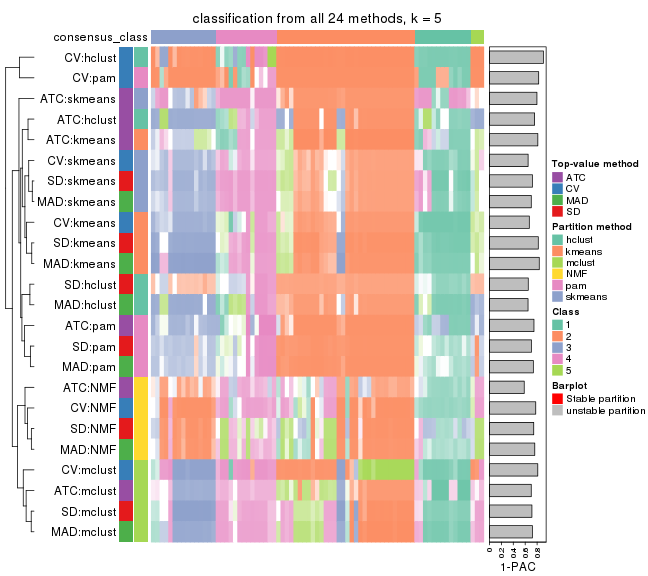 classification from all 24 methods, k = 5
consensus_class
CV:hclust
CV:pam
ATC:skmeans
ATC:hclust
ATC:kmeans
CV:skmeans
SD:skmeans
MAD:skmeans
CV:kmeans
SD:kmeans
MAD:kmeans
SD:hclust
MAD:hclust
ATC:pam
SD:pam
MAD:pam
ATC:NMF
CV:NMF
SD:NMF
MAD:NMF
CV:mclust
ATC:mclust
SD:mclust
MAD:mclust
0 0.2 0.4 0.6 0.8
1-PAC
Top-value method
ATC
CV
MAD
SD
Partition method
hclust
kmeans
mclust
NMF
pam
skmeans
Class
1
2
3
4
5
Barplot
Stable partition
unstable partition